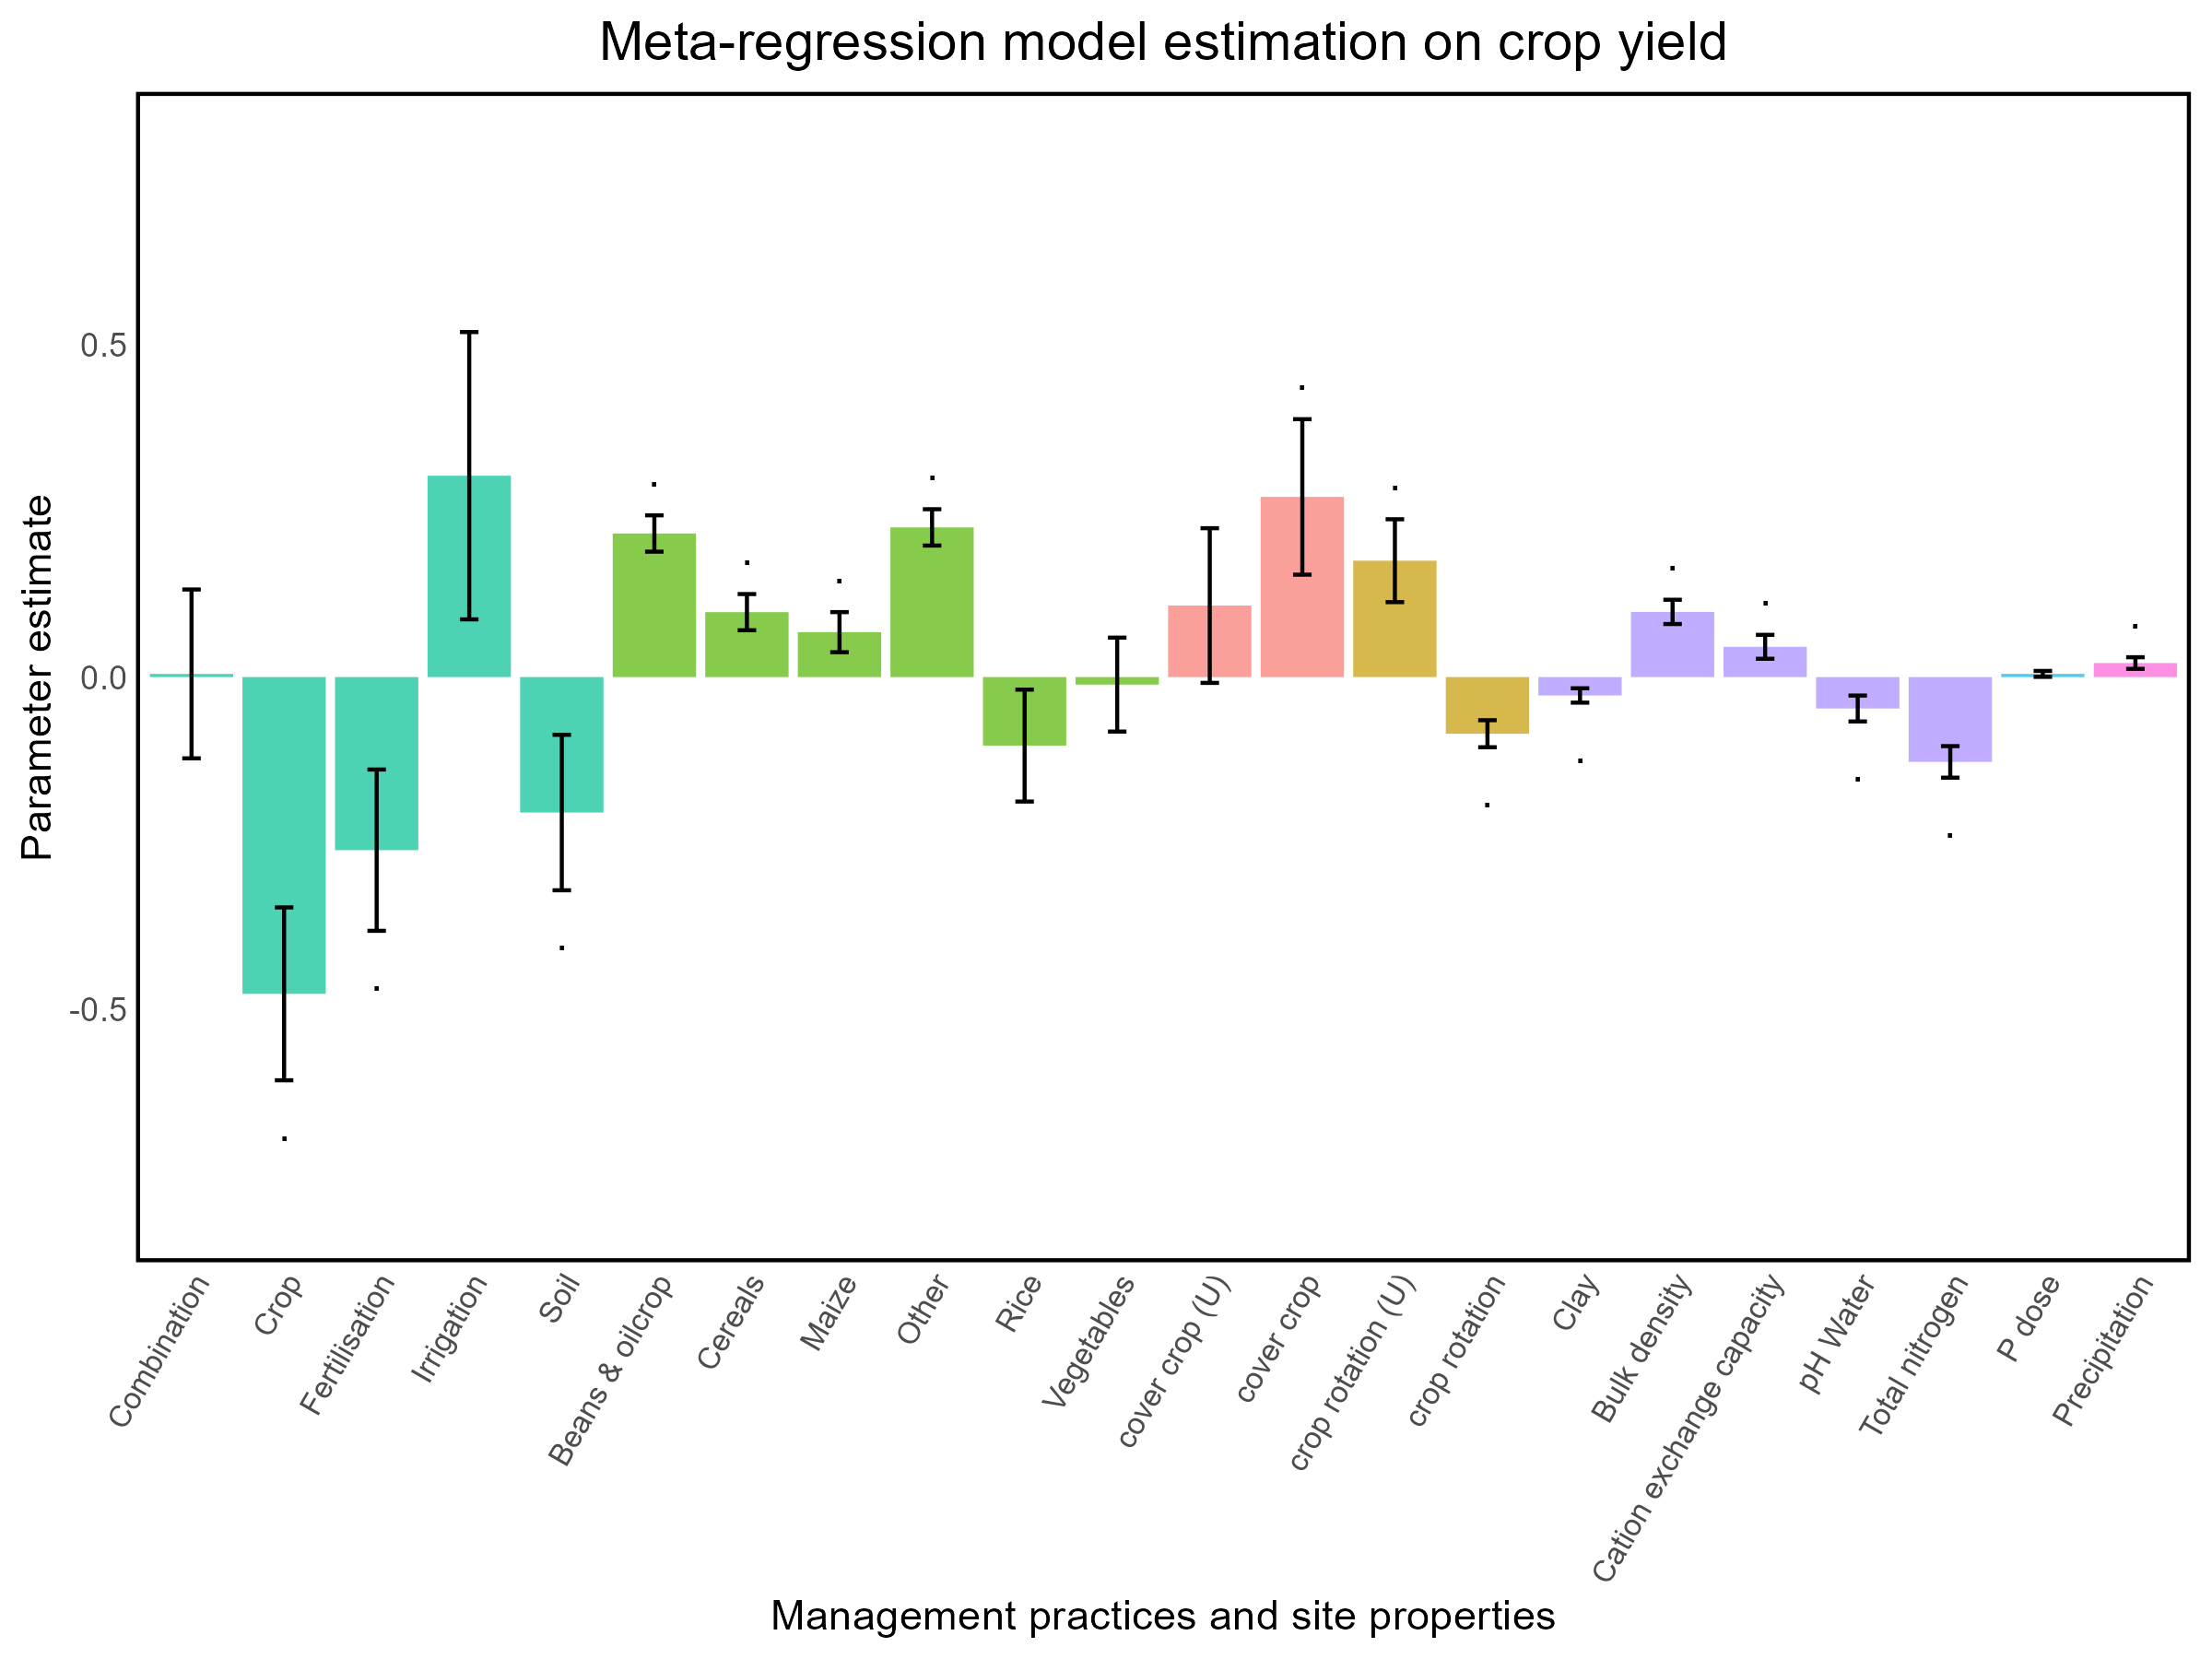 Meta-regression model estimation on crop yield
Parameter estimate
0.5
0.0
-0.5
Combination
Crop
Fertilisation
Irrigation
Soil
Beans & oilcrop
Cereals
Maize
Other
Rice
Vegetables
cover crop (U)
cover crop
crop rotation (U)
crop rotation
Clay
Bulk density
Cation exchange capacity
pH Water
Total nitrogen
P dose
Precipitation
Management practices and site properties